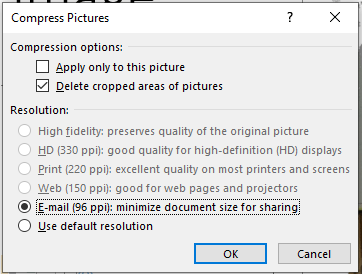 Compress Pictures
Compression options:
Apply only to this picture
Delete cropped areas of pictures
Resolution:
High fidelity: preserves quality of the original picture
HD (330 ppi): good quality for high-definition (HD) displays
Print (220 ppi): excellent quality on most printers and screens
Web (150 ppi): good for web pages and projectors
E-mail (96 ppi): minimize document size for sharing
Use default resolution
OK
Cancel